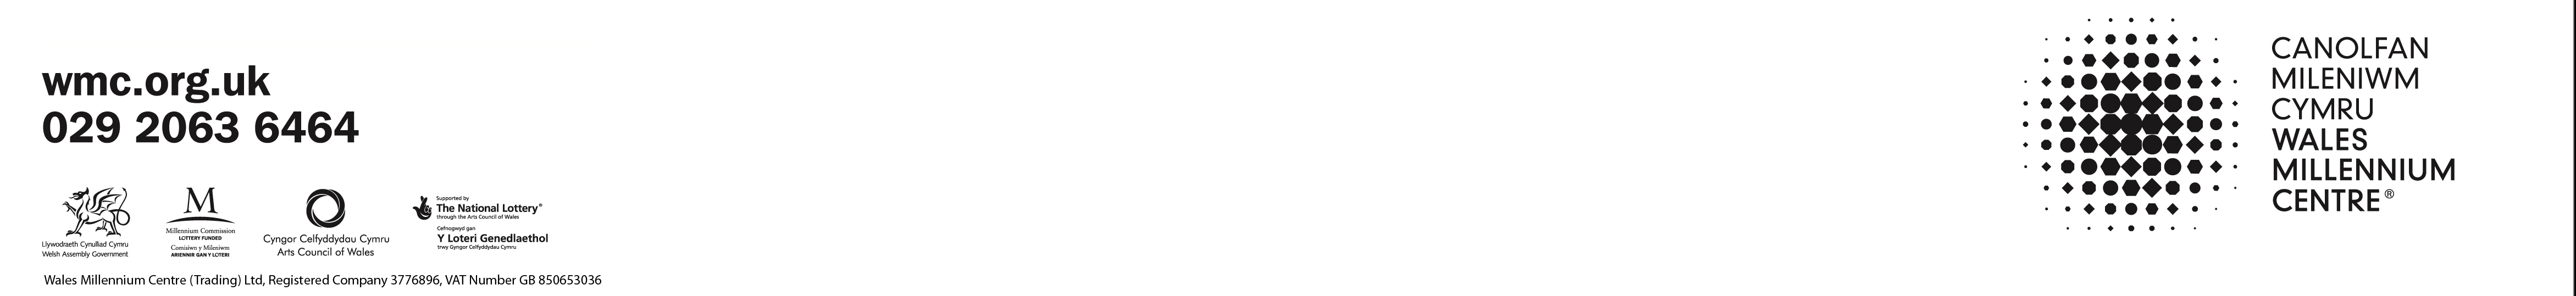 wmc.org.uk
029 2063 6464
Llywodraeth Cynulliad Cymru
Welsh Assembly Government
M
Millennium Commission
LOTTERY FUNDED
Comisiwn y Mileniwm
ARIENNIR GAN Y LOTERI
Cyngor Celfyddydau Cymru
Arts Council of Wales
Supported by
The National Lottery®
through the Arts Council of Wales
Cefnogwyd gan
Y Loteri Genedlaethol
trwy Gyngor Celfyddydau Cymru
Wales Millennium Centre (Trading) Ltd, Registered Company 3776896, VAT Number GB 850653036
CANOLFAN
MILENIWM
CYMRU
WALES
MILLENNIUM
CENTRE®